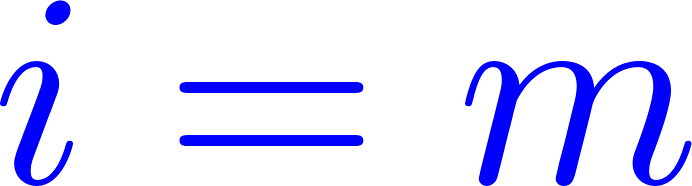 i = m